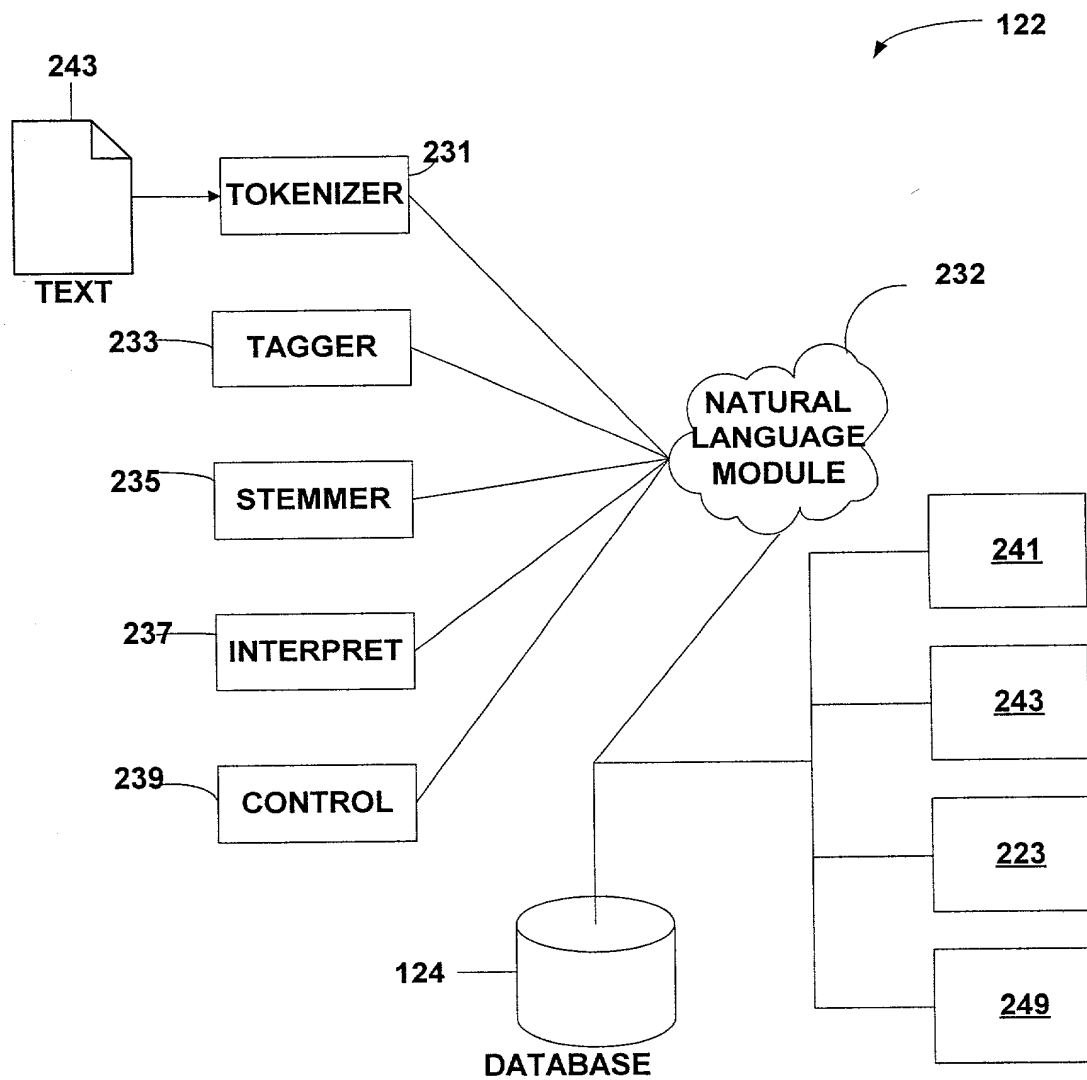 122
243
231
TOKENIZER
TEXT
232
233
TAGGER
NATURAL
LANGUAGE
MODULE
235
STEMMER
241
237
INTERPRET
243
239
CONTROL
223
124
249
DATABASE